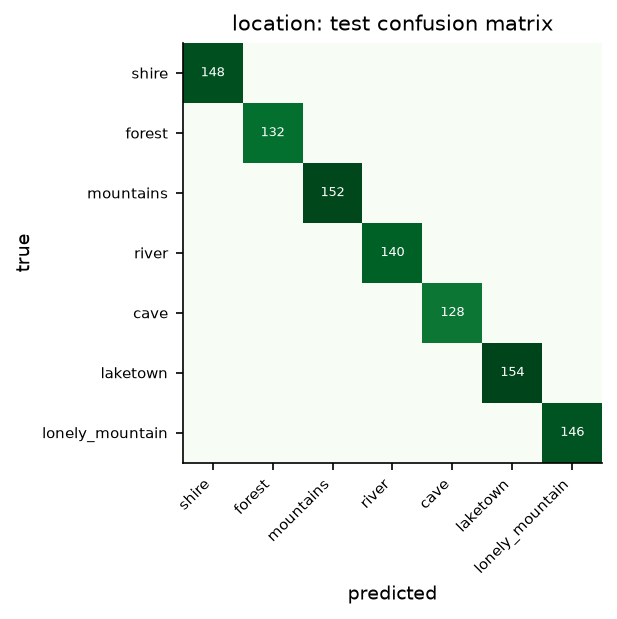 location: test confusion matrix
shire
148
forest
132
mountains
152
river
140
cave
128
laketown
154
lonely_mountain
146
true
shire
forest
mountains
river
cave
laketown
lonely_mountain
predicted